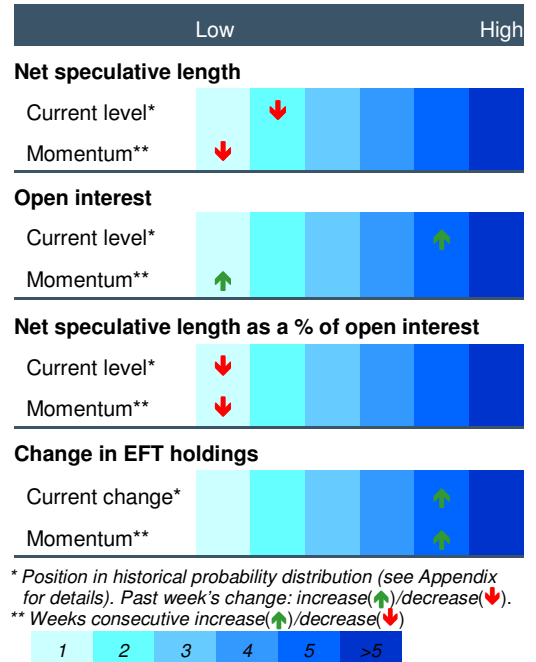 Low High
Net speculative length
Current level*
Momentum**
Open interest
Current level*
Momentum**
Net speculative length as a % of open interest
Current level*
Momentum**
Change in EFT holdings
Current change*
Momentum**
* Position in historical probability distribution (see Appendix
for details). Past week's change: increase(↑)/decrease(↓).
** Weeks consecutive increase(↑)/decrease(↓)
1 2 3 4 5 >5